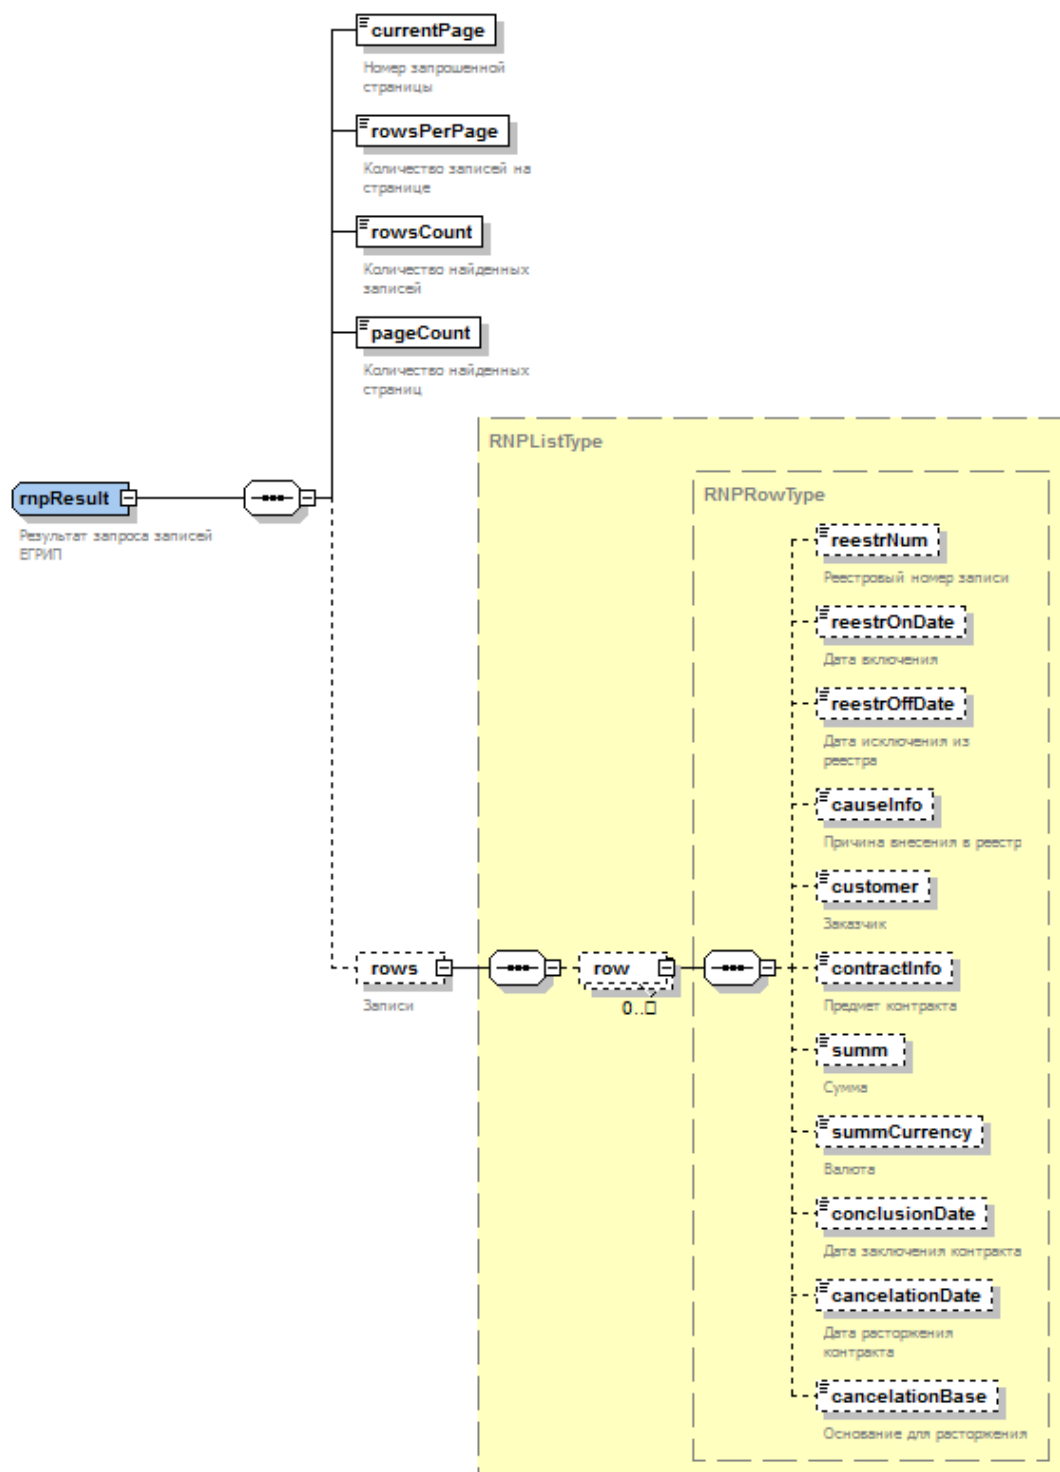 currentPage
Номер запрошенной
страницы
rowsPerPage
Количество записей на
странице
rowsCount
Количество найденных
записей
pageCount
Количество найденных
страниц
RNPListType
rnpResult
Результат запроса записей
ЕГРИП
RNPRowType
reestrNum
Реестровый номер записи
reestrOnDate
Дата включения
reestrOffDate
Дата исключения из
реестра
causeInfo
Причина внесения в реестр
customer
Заказчик
rows
Записи
row
0..□
contractInfo
Предмет контракта
summ
Сумма
summCurrency
Валюта
conclusionDate
Дата заключения контракта
cancelationDate
Дата расторжения
контракта
cancelationBase
Основание для расторжения